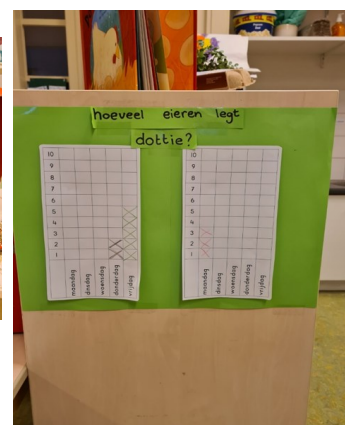 hoeveel eieren legt
dottie?
10
9
8
7
6
5
4
3
2
1
maandag
dinsdag
woensdag
donderdag
vrijdag
10
9
8
7
6
5
4
3
2
1
maandag
dinsdag
woensdag
donderdag
vrijdag